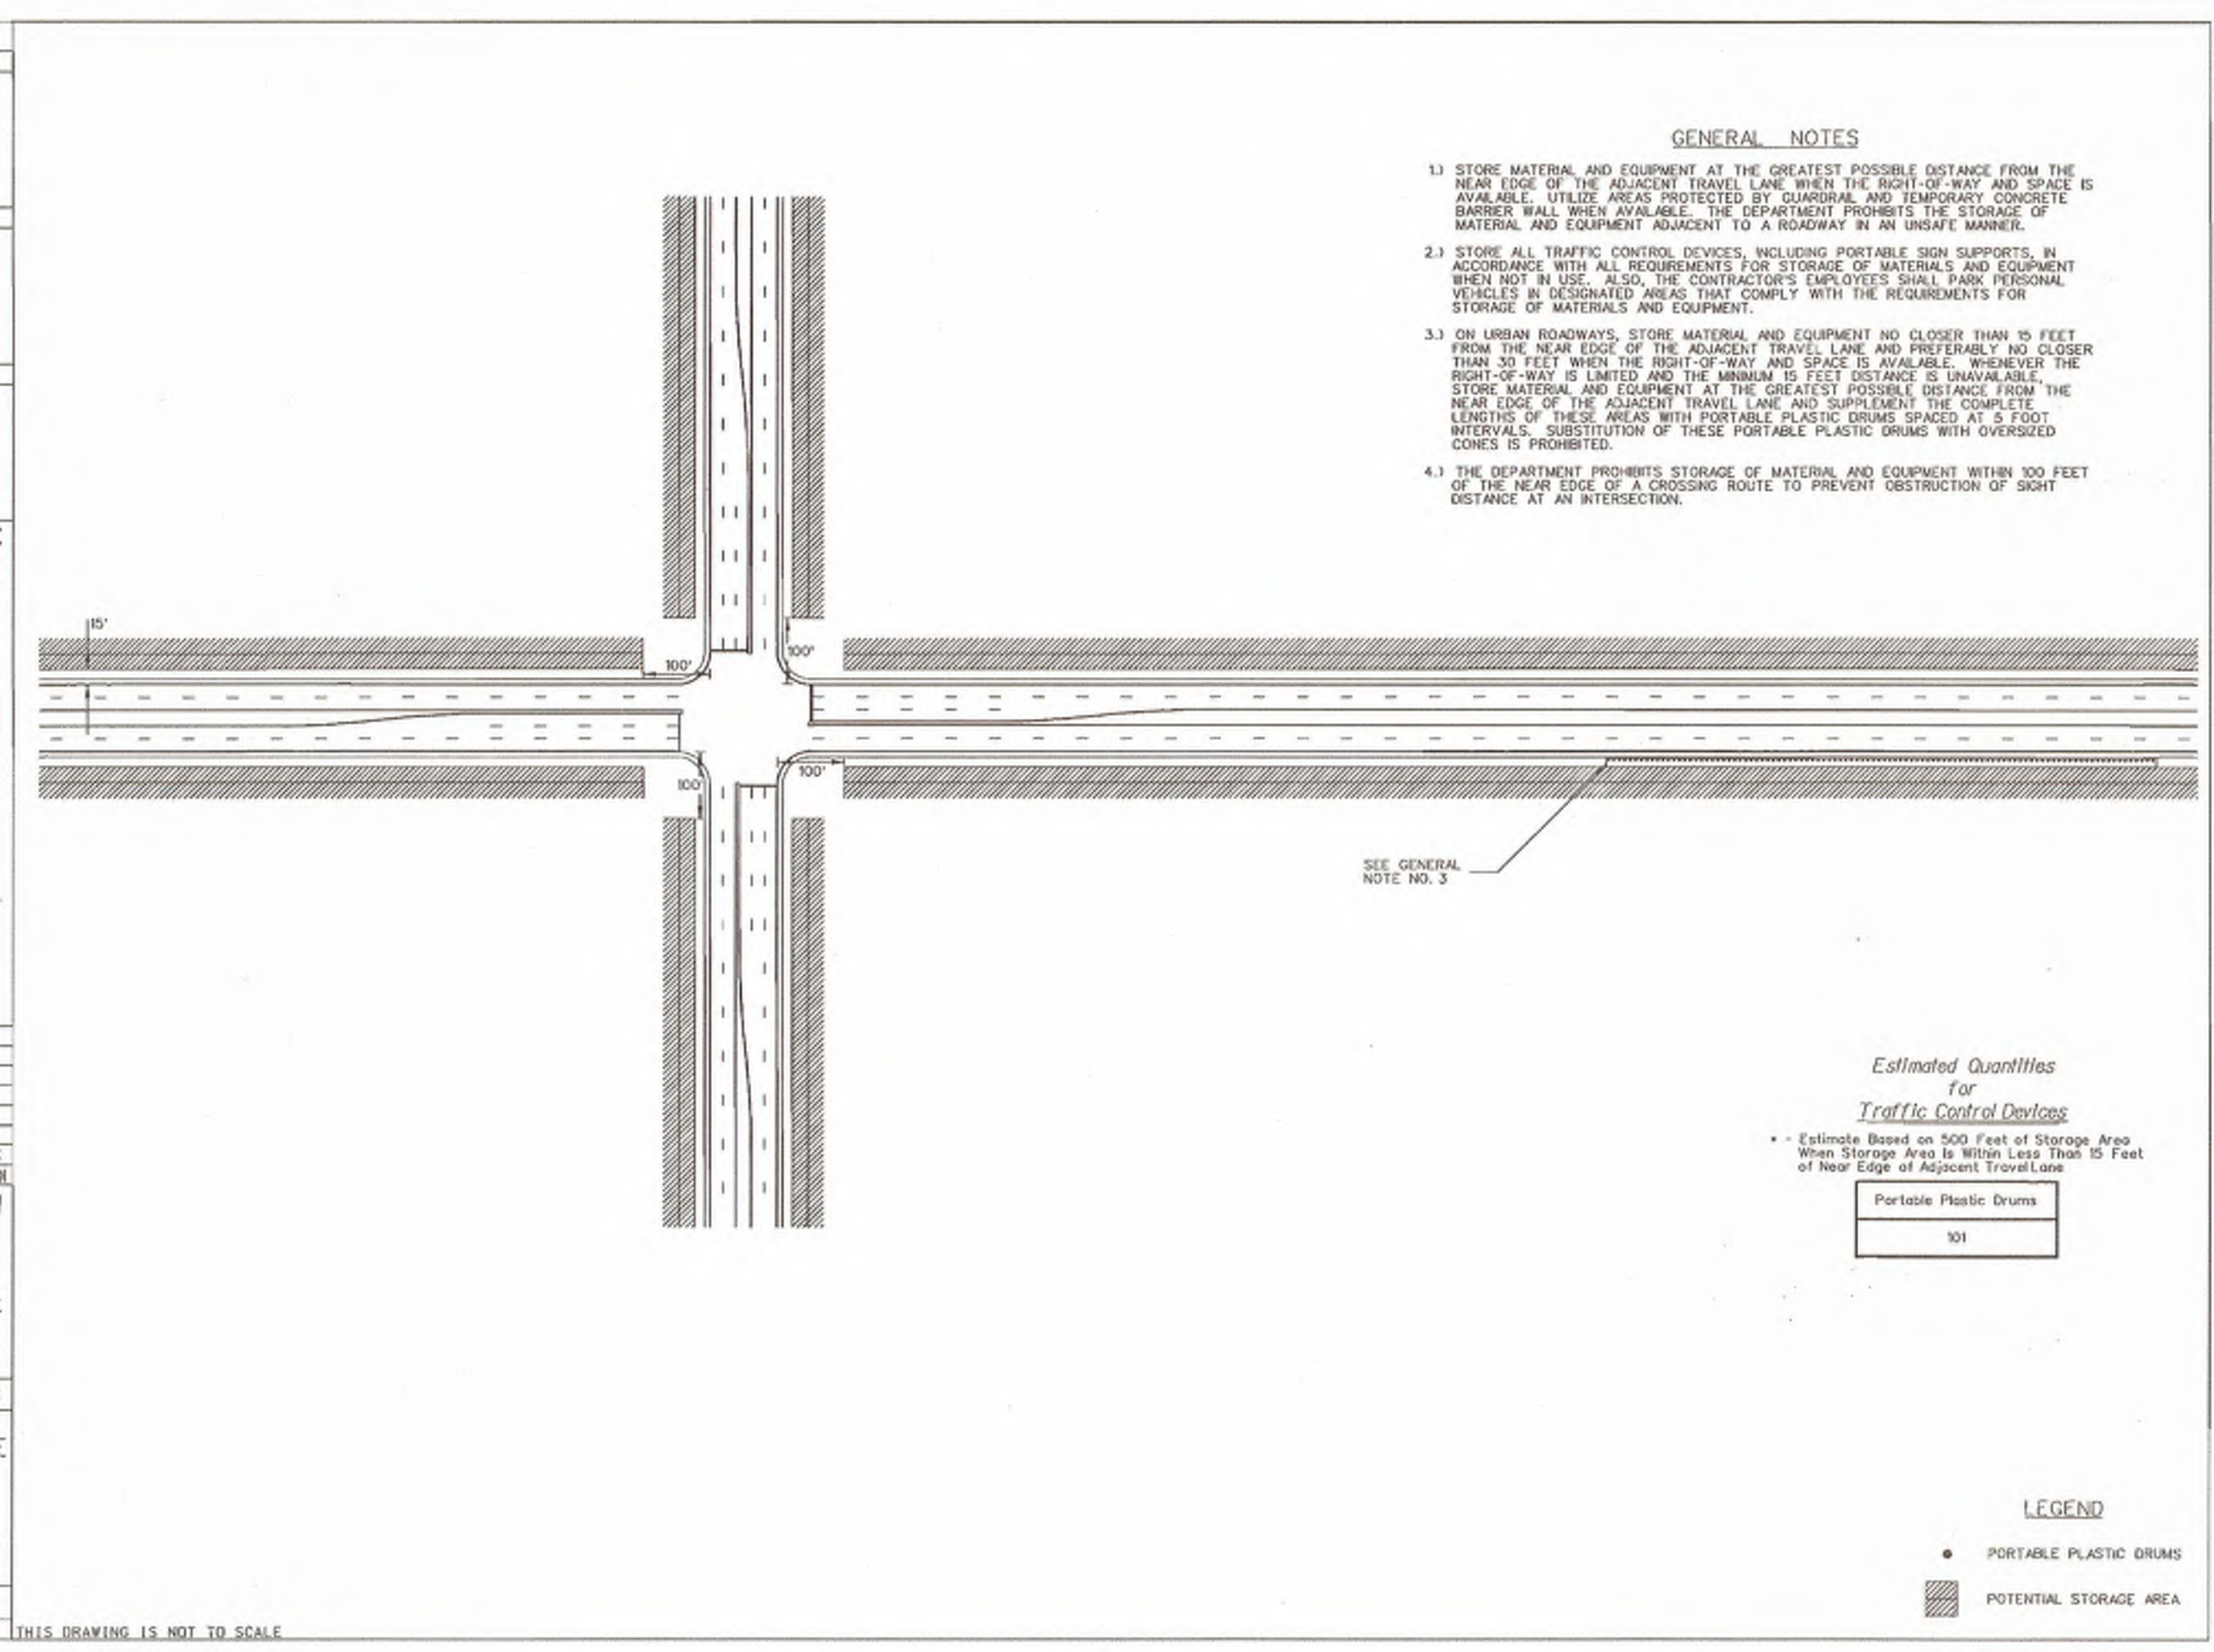 GENERAL NOTES
1.) STORE MATERIAL AND EQUIPMENT AT THE GREATEST POSSIBLE DISTANCE FROM THE
NEAR EDGE OF THE ADJACENT TRAVEL LANE WHEN THE RIGHT-OF-WAY AND SPACE IS
AVAILABLE. UTILIZE AREAS PROTECTED BY GUARDRAIL AND TEMPORARY CONCRETE
BARRIER WALL WHEN AVAILABLE. THE DEPARTMENT PROHIBITS THE STORAGE OF
MATERIAL AND EQUIPMENT ADJACENT TO A ROADWAY IN AN UNSAFE MANNER.
2.) STORE ALL TRAFFIC CONTROL DEVICES, INCLUDING PORTABLE SIGN SUPPORTS, IN
ACCORDANCE WITH ALL REQUIREMENTS FOR STORAGE OF MATERIALS AND EQUIPMENT
WHEN NOT IN USE. ALSO, THE CONTRACTOR'S EMPLOYEES SHALL PARK PERSONAL
VEHICLES IN DESIGNATED AREAS THAT COMPLY WITH THE REQUIREMENTS FOR
STORAGE OF MATERIALS AND EQUIPMENT.
3.) ON URBAN ROADWAYS, STORE MATERIAL AND EQUIPMENT NO CLOSER THAN 15 FEET
FROM THE NEAR EDGE OF THE ADJACENT TRAVEL LANE AND PREFERABLY NO CLOSER
THAN 30 FEET WHEN THE RIGHT-OF-WAY AND SPACE IS AVAILABLE. WHENEVER THE
RIGHT-OF-WAY IS LIMITED AND THE MINIMUM 15 FEET DISTANCE IS UNAVAILABLE,
STORE MATERIAL AND EQUIPMENT AT THE GREATEST POSSIBLE DISTANCE FROM THE
NEAR EDGE OF THE ADJACENT TRAVEL LANE AND SUPPLEMENT THE COMPLETE
LENGTHS OF THESE AREAS WITH PORTABLE PLASTIC DRUMS SPACED AT 5 FOOT
INTERVALS. SUBSTITUTION OF THESE PORTABLE PLASTIC DRUMS WITH OVERSIZED
CONES IS PROHIBITED.
4.) THE DEPARTMENT PROHIBITS STORAGE OF MATERIAL AND EQUIPMENT WITHIN 100 FEET
OF THE NEAR EDGE OF A CROSSING ROUTE TO PREVENT OBSTRUCTION OF SIGHT
DISTANCE AT AN INTERSECTION.
15'
100'
100'
100'
100'
SEE GENERAL
NOTE NO. 3
Estimated Quantities
for
Traffic Control Devices
* - Estimate Based on 500 Feet of Storage Area
When Storage Area Is Within Less Than 15 Feet
of Near Edge of Adjacent Travel Lane
Portable Plastic Drums
101
LEGEND
PORTABLE PLASTIC DRUMS
POTENTIAL STORAGE AREA
THIS DRAWING IS NOT TO SCALE